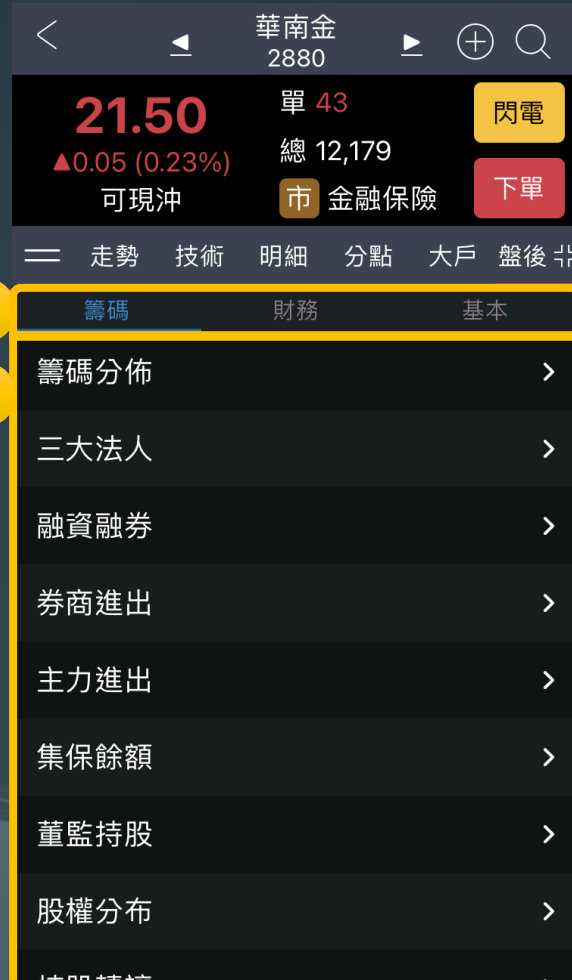 華南金
2880
21.50
▲0.05 (0.23%)
可現沖
單 43
總 12,179
市 金融保險
閃電
下單
走勢 技術 明細 分點 大戶 盤後
籌碼 財務 基本
籌碼分佈
三大法人
融資融券
券商進出
主力進出
集保餘額
董監持股
股權分布